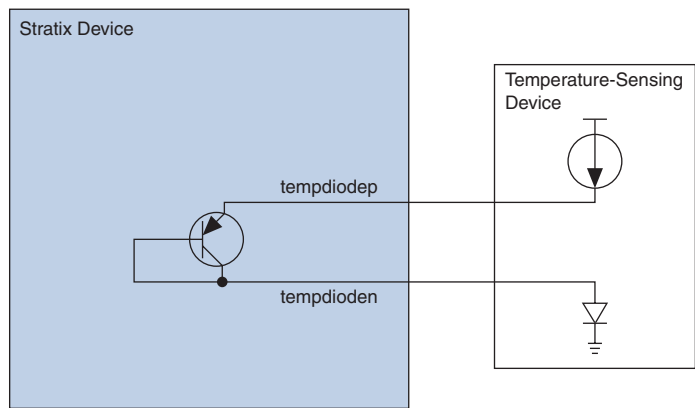 Stratix Device
Temperature-Sensing
Device
tempdiodep
tempdioden